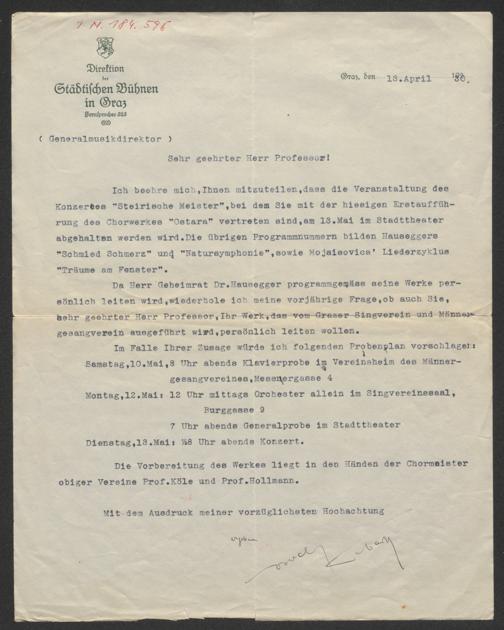 I.N. 184.596
Direktion
der
Städtischen Bühnen
in Graz
Fernsprecher 323
Graz, den 13.April 1930.
( Generalmusikdirektor )
Sehr geehrter Herr Professor!
Ich beehre mich,Ihnen mitzuteilen,dass die Veranstaltung des
Konzertes "Steirische Meister",bei dem Sie mit der hiesigen Erstauffüh-
rung des Chorwerkes "Ostara" vertreten sind,am 13.Mai im Stadttheater
abgehalten werden wird.Die übrigen Programmnummern bilden Hauseggers
"Schmied Schmerz" und "Natursymphonie",sowie Mojsisovics' Liederzyklus
"Träume am Fenster".
Da Herr Geheimrat Dr.Hausegger programmgemäss seine Werke per-
sönlich leiten wird,wiederhole ich meine vorjährige Frage,ob auch Sie,
sehr geehrter Herr Professor,Ihr Werk,das vom Grazer Singverein und Männer-
gesangverein ausgeführt wird,persönlich leiten wollen.
Im Falle Ihrer Zusage würde ich folgenden Probenplan vorschlagen:
Samstag,10.Mai,8 Uhr abends Klavierprobe im Vereinsheim des Männer-
gesangvereines,Mesnergasse 4
Montag,12.Mai: 12 Uhr mittags Orchester allein im Singvereinssaal,
Burggasse 9
7 Uhr abends Generalprobe im Stadttheater
Dienstag,13.Mai: ½8 Uhr abends Konzert.
Die Vorbereitung des Werkes liegt in den Händen der Chormeister
obiger Vereine Prof.Köle und Prof.Hollmann.
Mit dem Ausdruck meiner vorzüglichsten Hochachtung